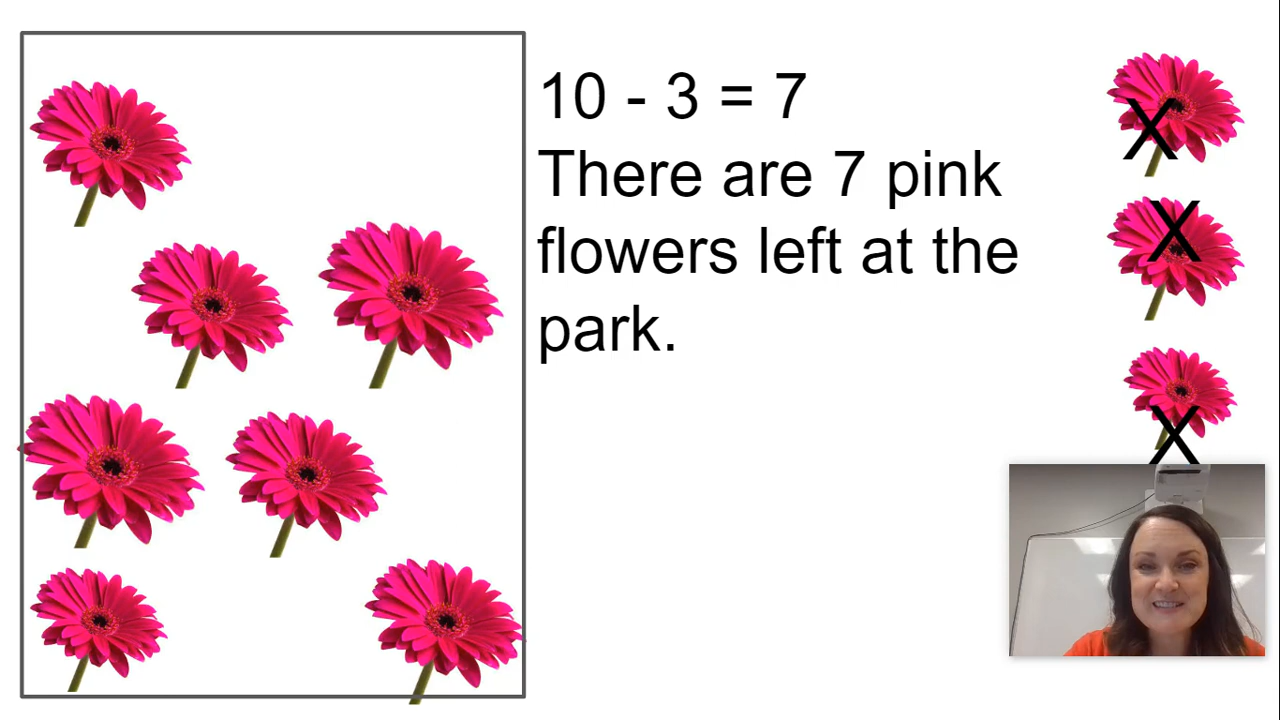 10 - 3 = 7
There are 7 pink
flowers left at the
park.
X
X
X